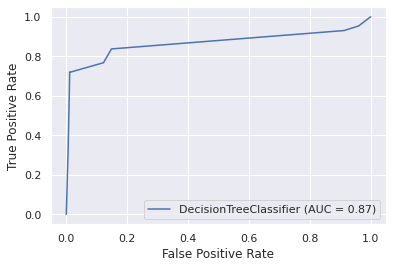 1.0
0.8
0.6
0.4
0.2
0.0
True Positive Rate
DecisionTreeClassifier (AUC = 0.87)
0.0 0.2 0.4 0.6 0.8 1.0
False Positive Rate